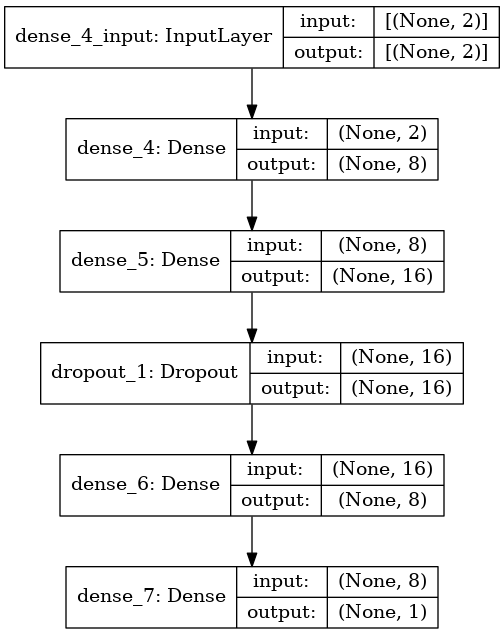 dense_4_input: InputLayer
input: [(None, 2)]
output: [(None, 2)]
dense_4: Dense
input: (None, 2)
output: (None, 8)
dense_5: Dense
input: (None, 8)
output: (None, 16)
dropout_1: Dropout
input: (None, 16)
output: (None, 16)
dense_6: Dense
input: (None, 16)
output: (None, 8)
dense_7: Dense
input: (None, 8)
output: (None, 1)